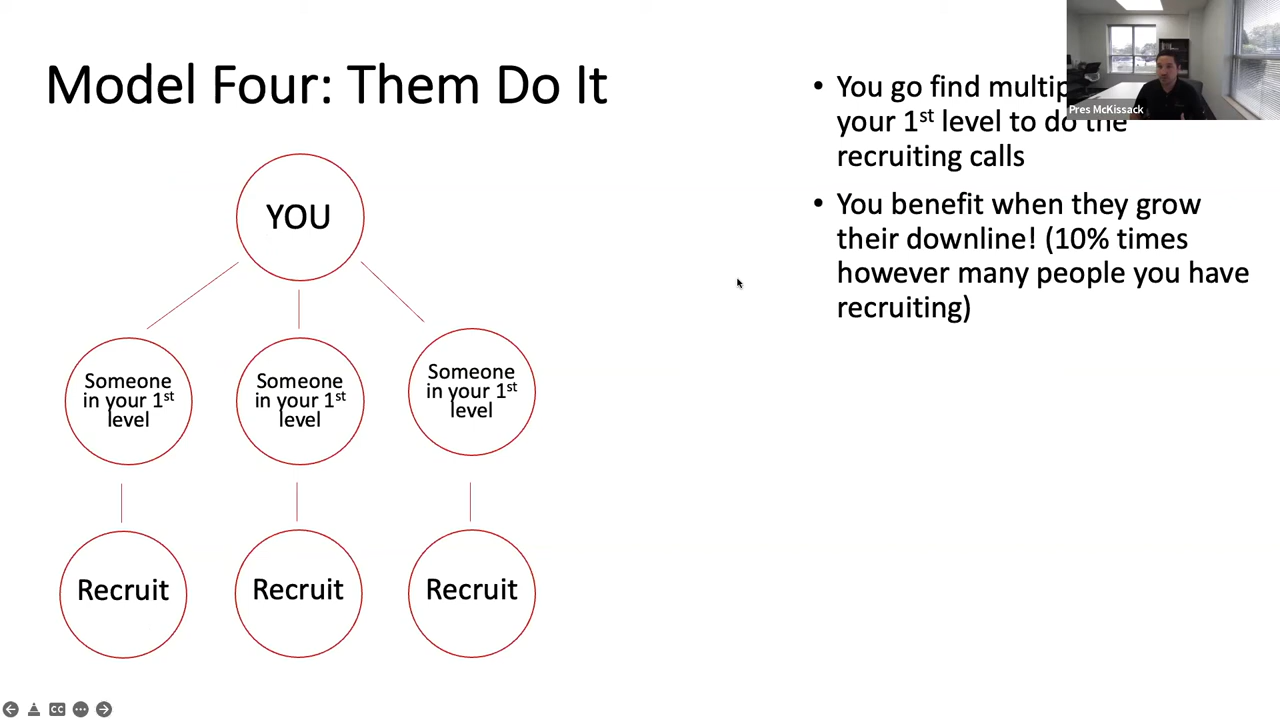 Model Four: Them Do It
YOU
Someone
in your 1st
level
Someone
in your 1st
level
Someone
in your 1st
level
Recruit
Recruit
Recruit
• You go find
your 1st level to do the
recruiting calls
• You benefit when they grow
their downline! (10% times
however many people you have
recruiting)
Pres McKissack
CC